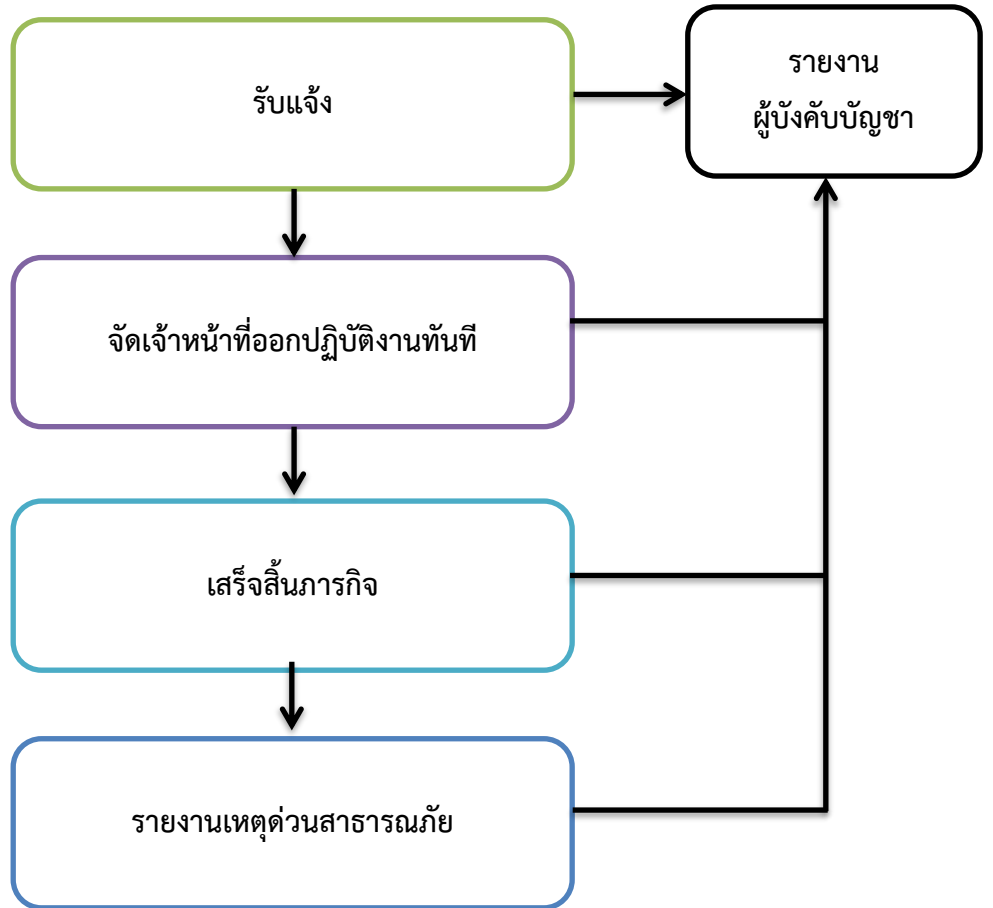 รับแจ้ง
รายงาน
ผู้บังคับบัญชา
จัดเจ้าหน้าที่ออกปฏิบัติงานทันที
เสร็จสิ้นภารกิจ
รายงานเหตุด่วนสาธารณภัย